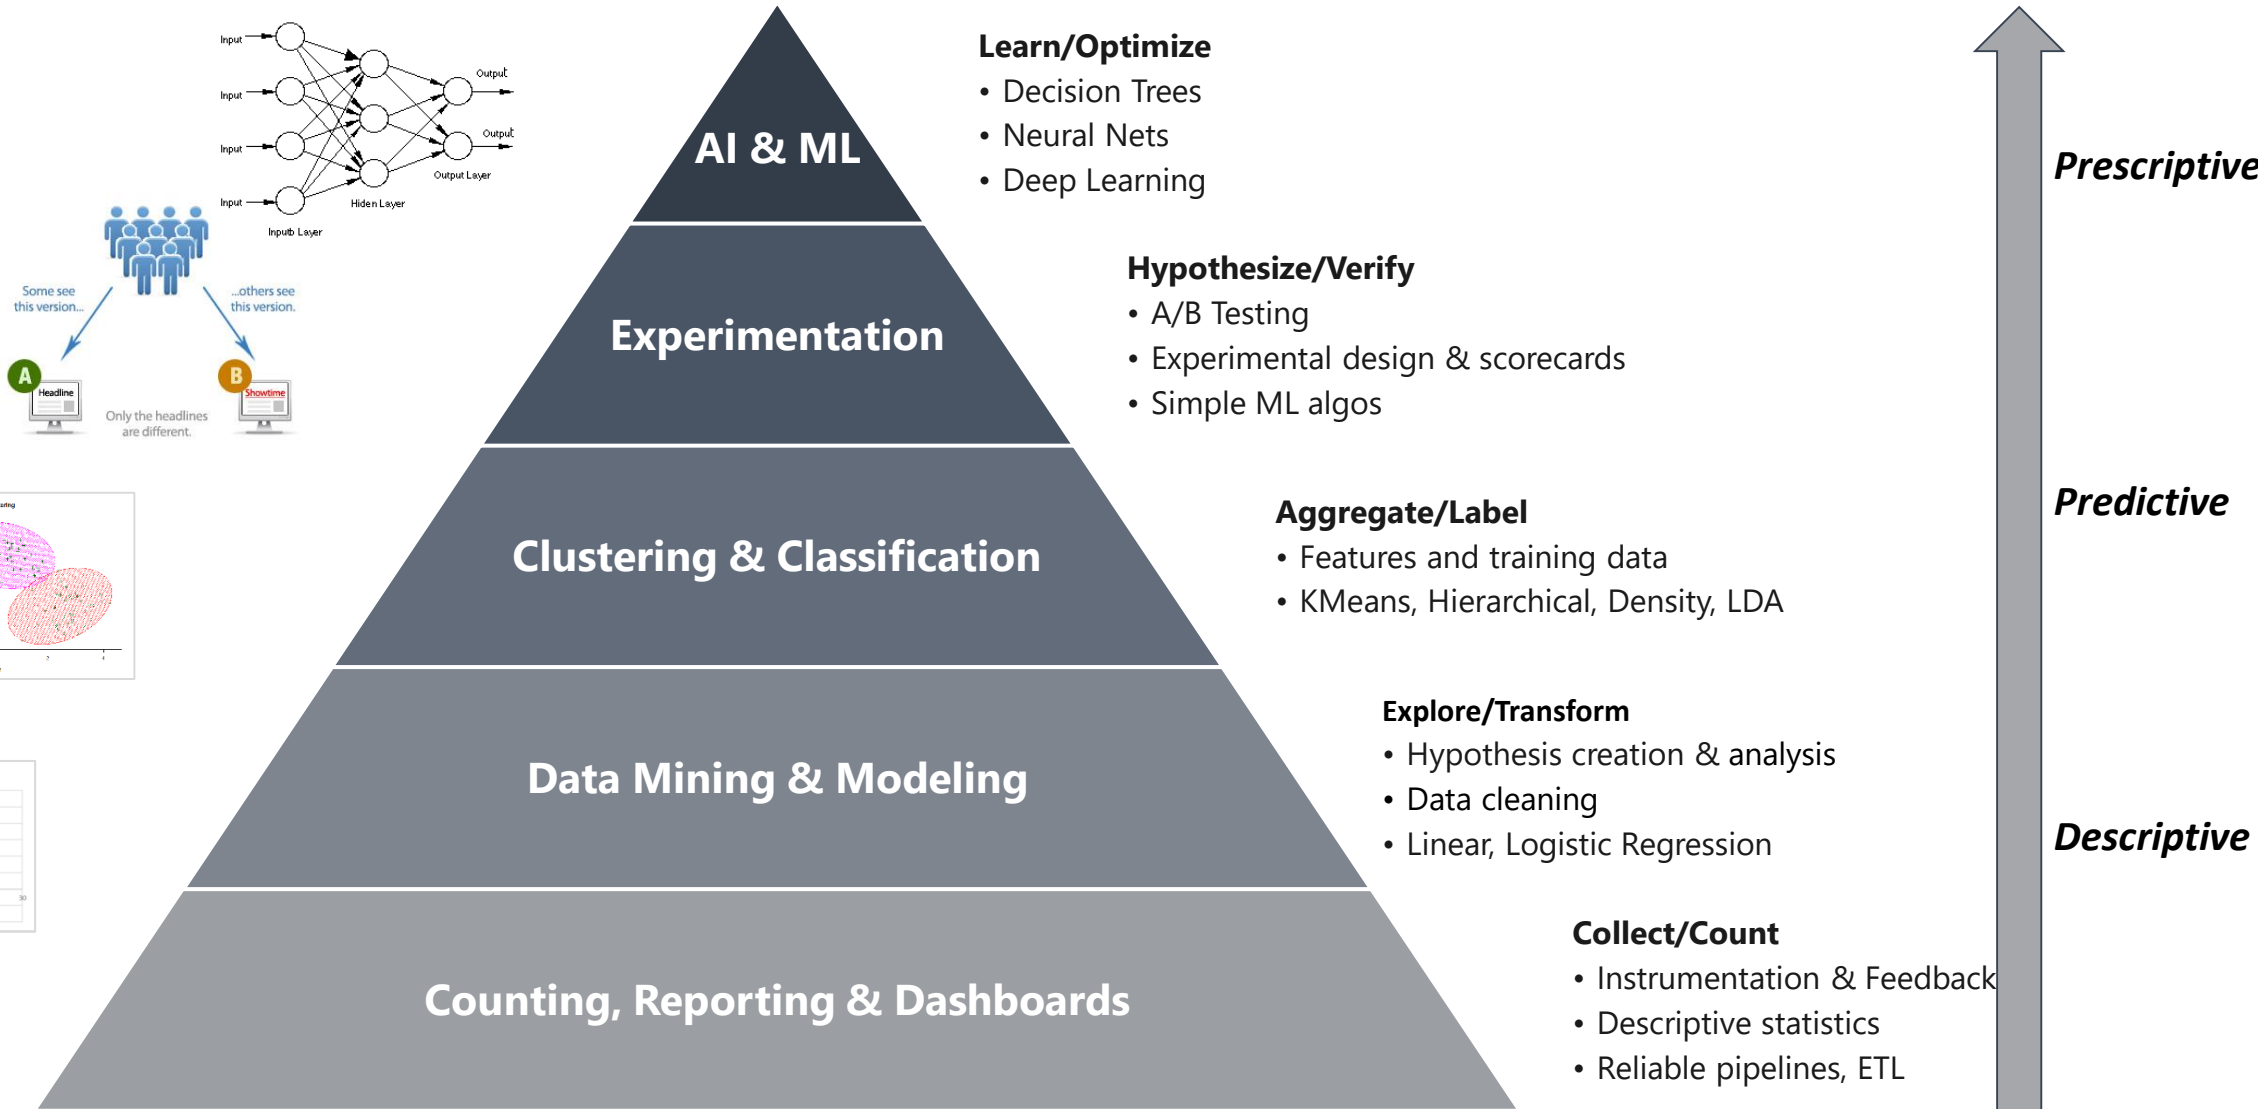 Input
Input
Input
Input
Output
Output
Output Layer
Hiden Layer
Inputb Layer
Some see
this version...
...others see
this version.
A
Headline
B
Showtime
Only the headlines
are different.
2
4
30
AI & ML
Experimentation
Clustering & Classification
Data Mining & Modeling
Counting, Reporting & Dashboards
Learn/Optimize
• Decision Trees
• Neural Nets
• Deep Learning
Hypothesize/Verify
• A/B Testing
• Experimental design & scorecards
• Simple ML algos
Aggregate/Label
• Features and training data
• KMeans, Hierarchical, Density, LDA
Explore/Transform
• Hypothesis creation & analysis
• Data cleaning
• Linear, Logistic Regression
Collect/Count
• Instrumentation & Feedback
• Descriptive statistics
• Reliable pipelines, ETL
Prescriptive
Predictive
Descriptive